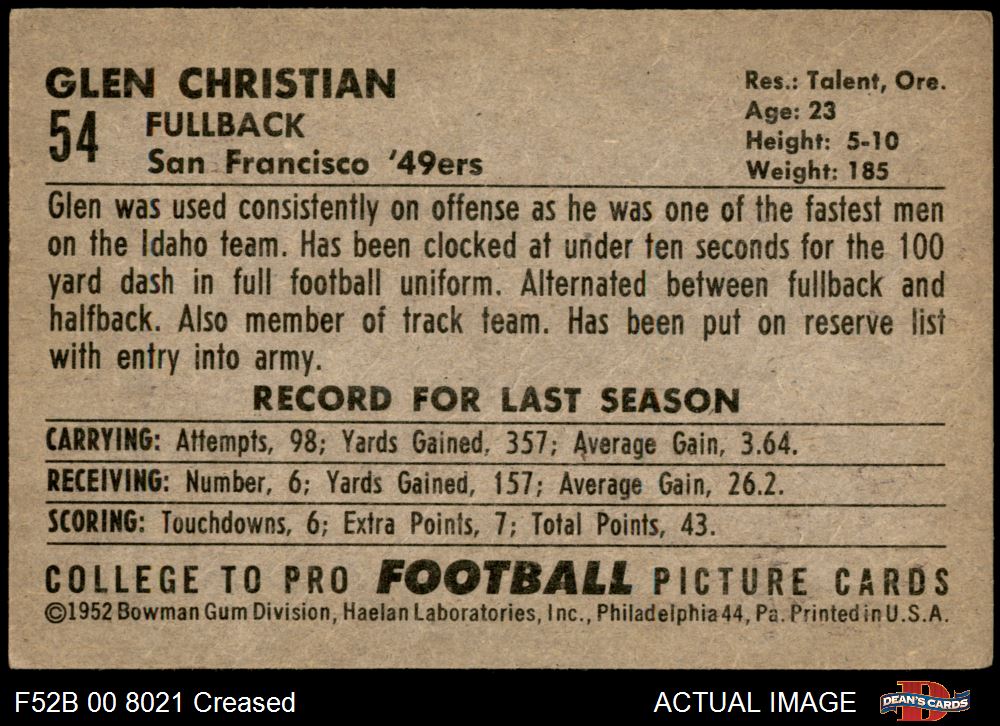 GLEN CHRISTIAN
54 FULLBACK
San Francisco '49ers
Res.: Talent, Ore.
Age: 23
Height: 5-10
Weight: 185
Glen was used consistently on offense as he was one of the fastest men
on the Idaho team. Has been clocked at under ten seconds for the 100
yard dash in full football uniform. Alternated between fullback and
halfback. Also member of track team. Has been put on reserve list
with entry into army.
RECORD FOR LAST SEASON
CARRYING: Attempts, 98; Yards Gained, 357; Average Gain, 3.64.
RECEIVING: Number, 6; Yards Gained, 157; Average Gain, 26.2.
SCORING: Touchdowns, 6; Extra Points, 7; Total Points, 43.
COLLEGE TO PRO FOOTBALL PICTURE CARDS
©1952 Bowman Gum Division, Haelan Laboratories, Inc., Philadelphia 44, Pa. Printed in U.S.A.
F52B 00 8021 Creased
ACTUAL IMAGE
D
DEAN'S CARDS